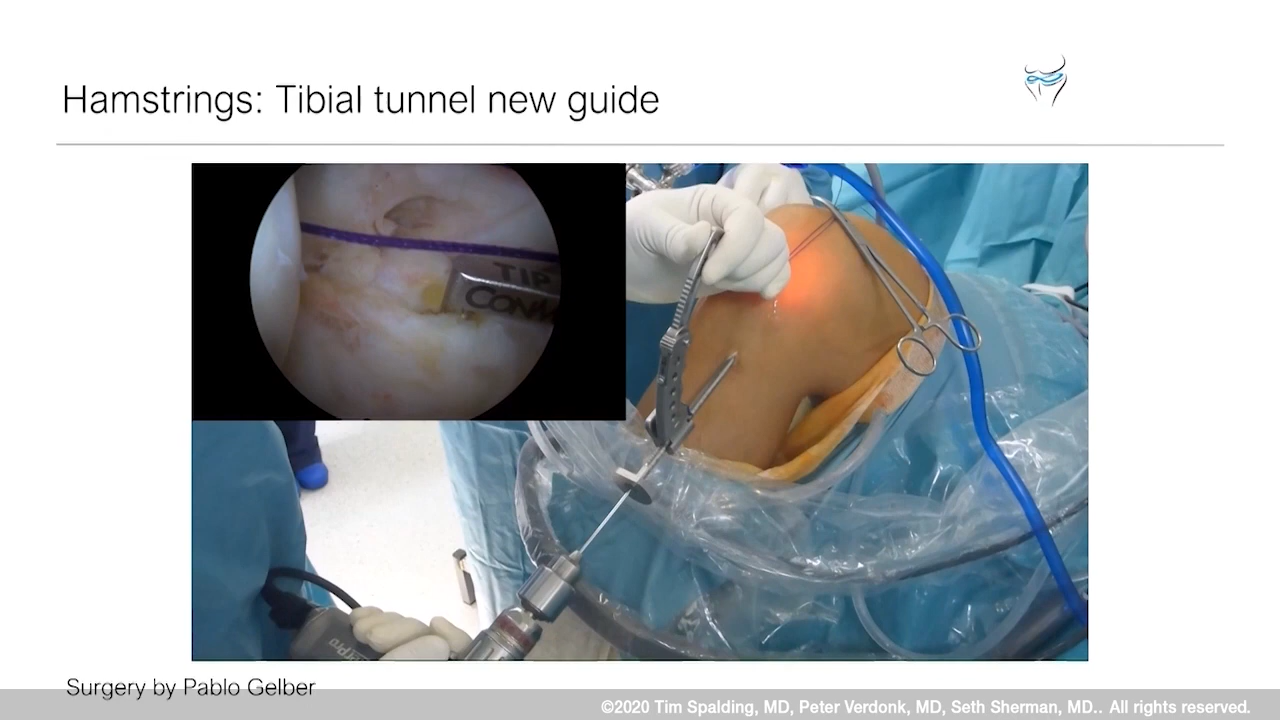 Hamstrings: Tibial tunnel new guide
TIP
Surgery by Pablo Gelber
©2020 Tim Spalding, MD, Peter Verdonk, MD, Seth Sherman, MD.. All rights reserved.